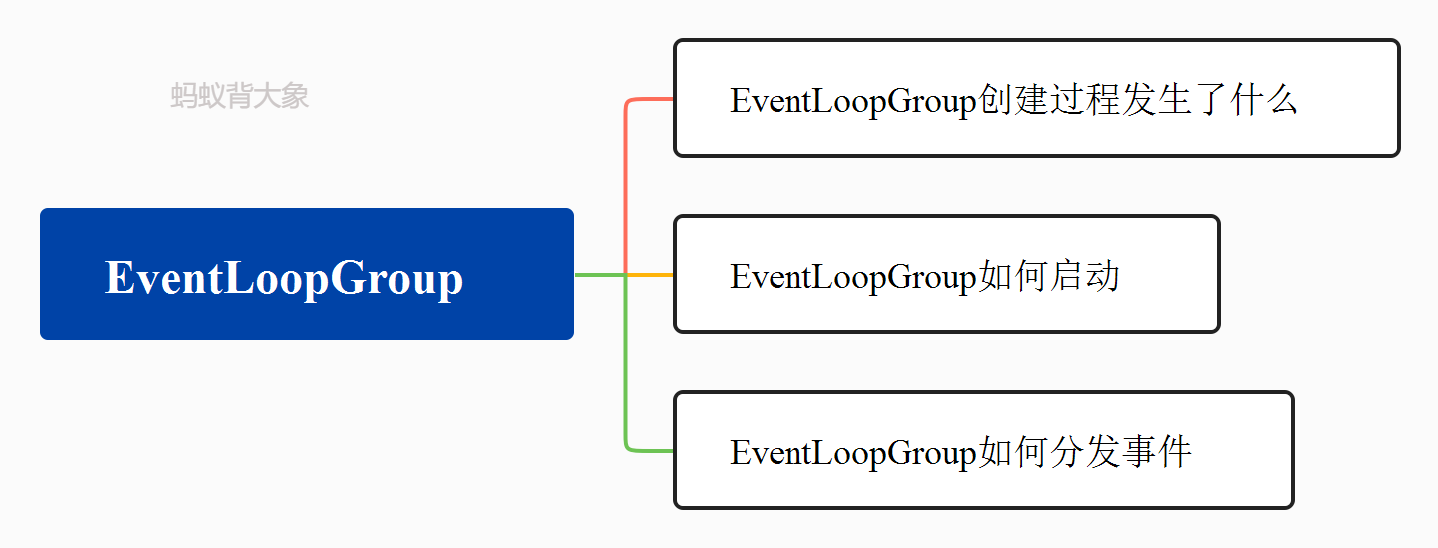 蚂蚁背大象
EventLoopGroup创建过程发生了什么
EventLoopGroup
EventLoopGroup如何启动
EventLoopGroup如何分发事件